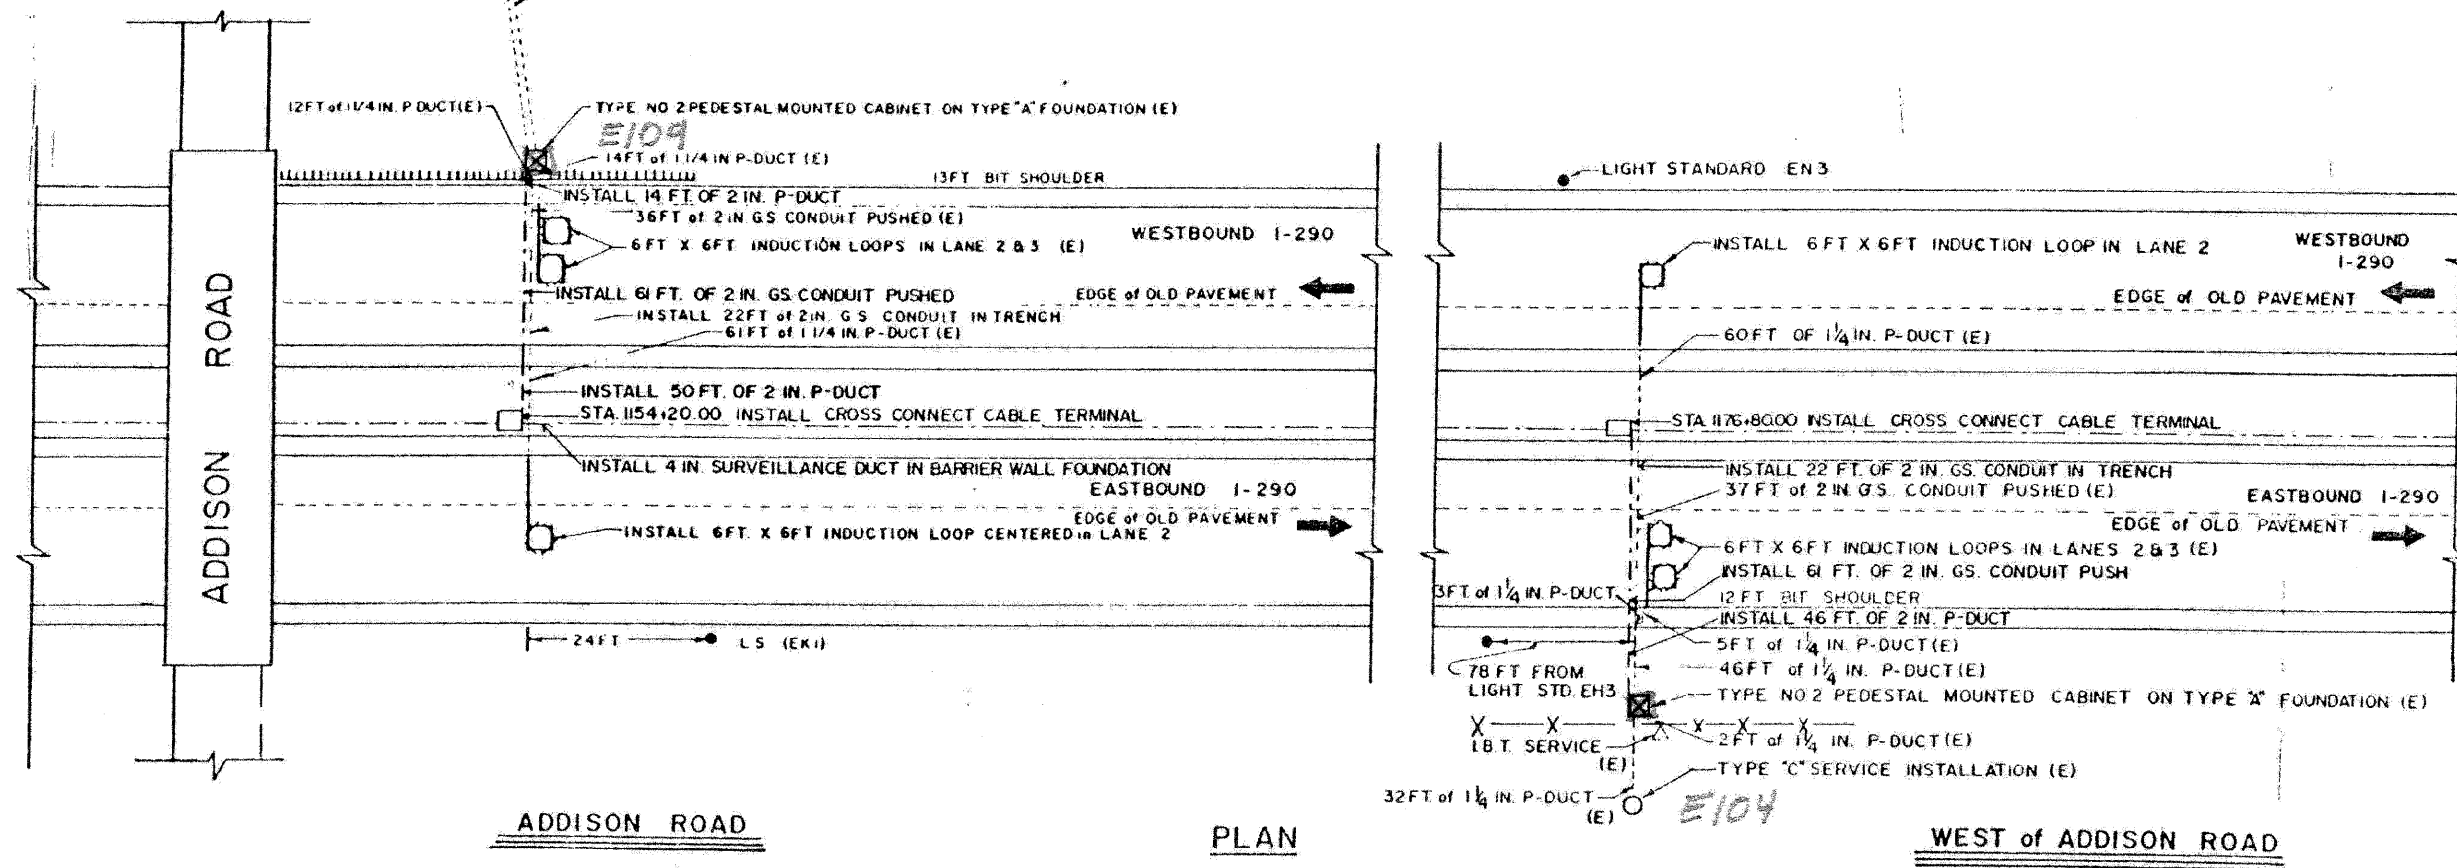 12FT of 1 1/4 IN. P DUCT(E)
TYPE NO 2 PEDESTAL MOUNTED CABINET ON TYPE "A" FOUNDATION (E)
E109
14FT of 1 1/4 IN P-DUCT (E)
13FT BIT SHOULDER
INSTALL 14 FT. OF 2 IN. P-DUCT
36FT of 2 IN G.S. CONDUIT PUSHED (E)
6FT X 6FT INDUCTION LOOPS IN LANE 2 & 3 (E)
WESTBOUND I-290
INSTALL 61 FT. OF 2 IN. GS. CONDUIT PUSHED
EDGE of OLD PAVEMENT
INSTALL 22FT of 2 IN. G.S. CONDUIT IN TRENCH
61FT of 1 1/4 IN. P-DUCT (E)
INSTALL 50 FT. OF 2 IN. P-DUCT
STA. 1154+20.00 INSTALL CROSS CONNECT CABLE TERMINAL
INSTALL 4 IN. SURVEILLANCE DUCT IN BARRIER WALL FOUNDATION
EASTBOUND I-290
EDGE of OLD PAVEMENT
INSTALL 6FT. X 6FT INDUCTION LOOP CENTERED in LANE 2
24FT
L S (EK1)
ADDISON ROAD
ADDISON ROAD
PLAN
LIGHT STANDARD EN 3
INSTALL 6 FT X 6FT INDUCTION LOOP IN LANE 2
WESTBOUND
I-290
EDGE of OLD PAVEMENT
60FT OF 1 1/4 IN. P-DUCT (E)
STA. 1176+80.00 INSTALL CROSS CONNECT CABLE TERMINAL
INSTALL 22 FT. OF 2 IN. GS. CONDUIT IN TRENCH
37 FT of 2 IN G.S. CONDUIT PUSHED (E)
EASTBOUND I-290
EDGE of OLD PAVEMENT
6FT X 6FT INDUCTION LOOPS IN LANES 2 & 3 (E)
INSTALL 61 FT. OF 2 IN. GS. CONDUIT PUSH
3FT of 1 1/4 IN. P-DUCT
12 FT BIT SHOULDER
INSTALL 46 FT. OF 2 IN. P-DUCT
5FT of 1 1/4 IN. P-DUCT(E)
46FT of 1 1/4 IN. P-DUCT(E)
78 FT FROM
LIGHT STD. EH3
TYPE NO 2 PEDESTAL MOUNTED CABINET ON TYPE "A" FOUNDATION (E)
X X X X X
I.B.T. SERVICE
(E)
2FT of 1 1/4 IN. P-DUCT(E)
TYPE "C" SERVICE INSTALLATION (E)
32FT of 1 1/4 IN. P-DUCT
(E)
E104
WEST of ADDISON ROAD